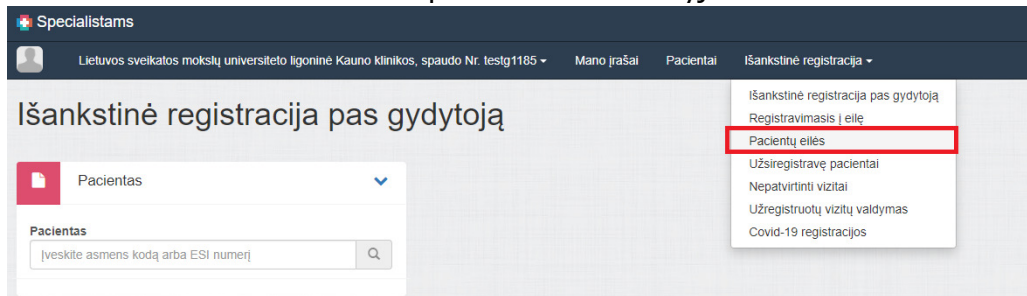 Specialistams
Lietuvos sveikatos mokslų universiteto ligoninė Kauno klinikos, spaudo Nr. testg1185 Mano įrašai Pacientai Išankstinė registracija
Išankstinė registracija pas gydytoją
Registravimasis į eilę
Pacientų eilės
Užsiregistravę pacientai
Nepatvirtinti vizitai
Užregistruotų vizitų valdymas
Covid-19 registracijos
Išankstinė registracija pas gydytoją
Pacientas
Pacientas
Įveskite asmens kodą arba ESI numerį